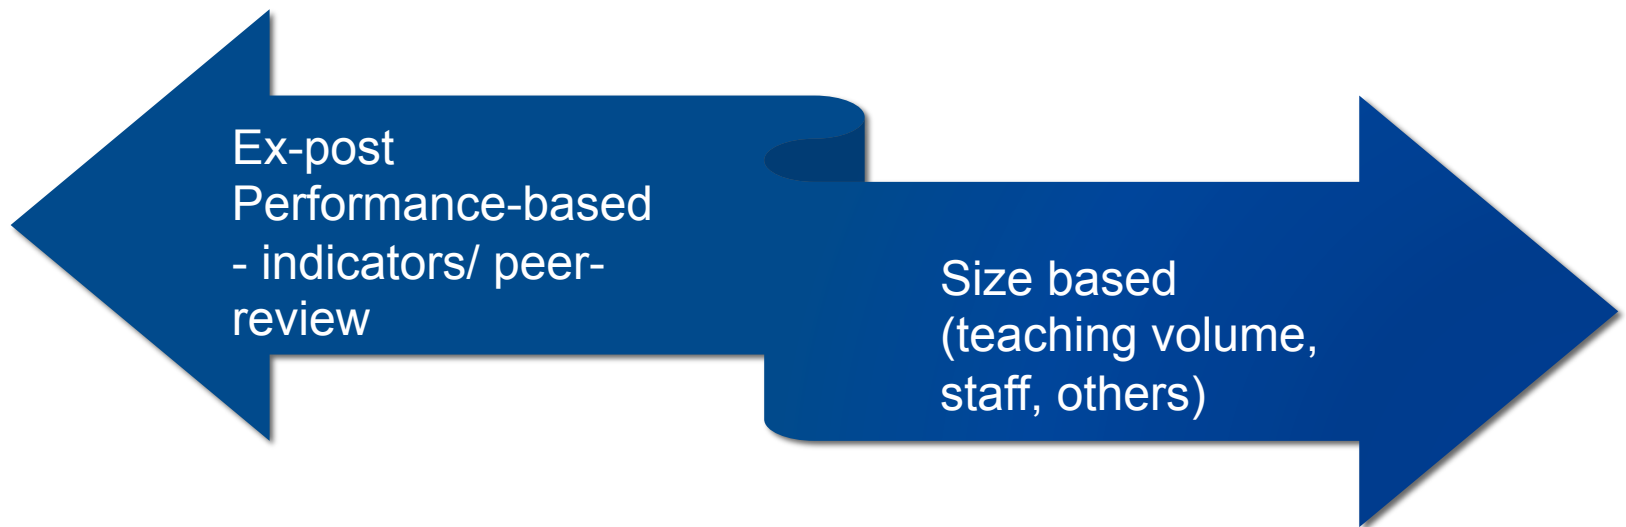 Ex-post
Performance-based
- indicators/ peer-
review
Size based
(teaching volume,
staff, others)